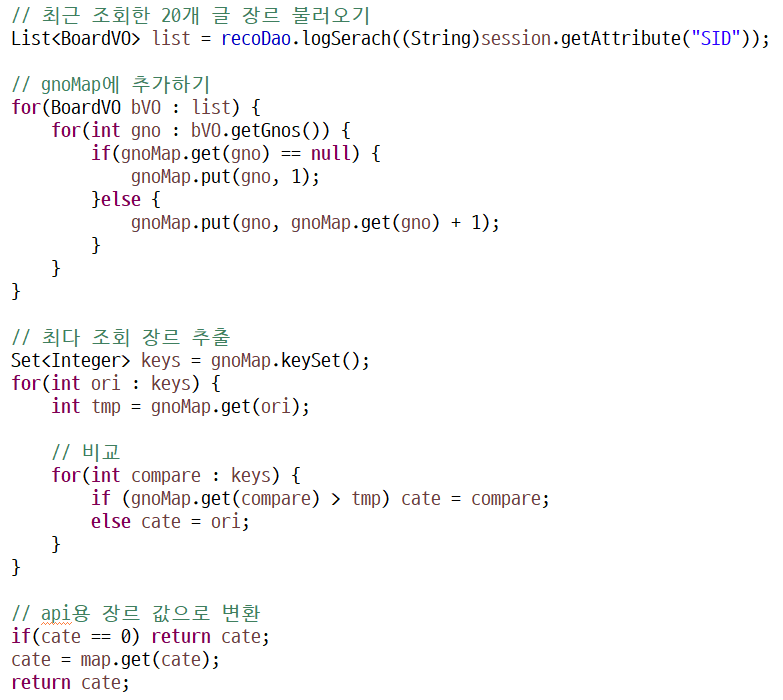 // 최근 조회한 20개 글 장르 불러오기
List<BoardVO> list = recoDao.logSerach((String)session.getAttribute("SID"));
// gnoMap에 추가하기
for(BoardVO bVO : list) {
for(int gno : bVO.getGnos()) {
if(gnoMap.get(gno) == null) {
gnoMap.put(gno, 1);
}else {
gnoMap.put(gno, gnoMap.get(gno) + 1);
}
}
}
// 최다 조회 장르 추출
Set<Integer> keys = gnoMap.keySet();
for(int ori : keys) {
int tmp = gnoMap.get(ori);
// 비교
for(int compare : keys) {
if (gnoMap.get(compare) > tmp) cate = compare;
else cate = ori;
}
}
// api용 장르 값으로 변환
if(cate == 0) return cate;
cate = map.get(cate);
return cate;